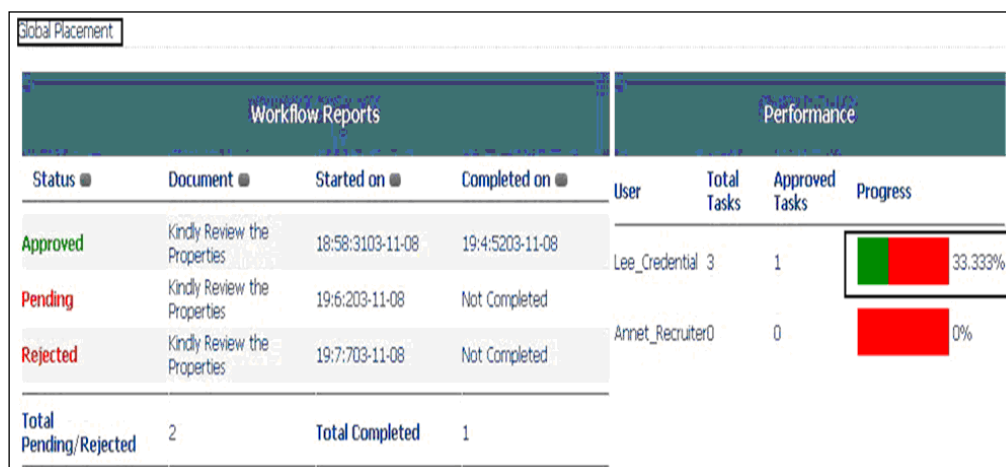 Global Placement
Workflow Reports
Performance
Status Document Started on Completed on
User Total Tasks Approved Tasks Progress
Approved Kindly Review the Properties 18:58:3103-11-08 19:4:5203-11-08
Lee_Credential 3 1 33.333%
Pending Kindly Review the Properties 19:6:203-11-08 Not Completed
Annet_Recruiter0 0 0%
Rejected Kindly Review the Properties 19:7:703-11-08 Not Completed
Total Pending/Rejected 2 Total Completed 1